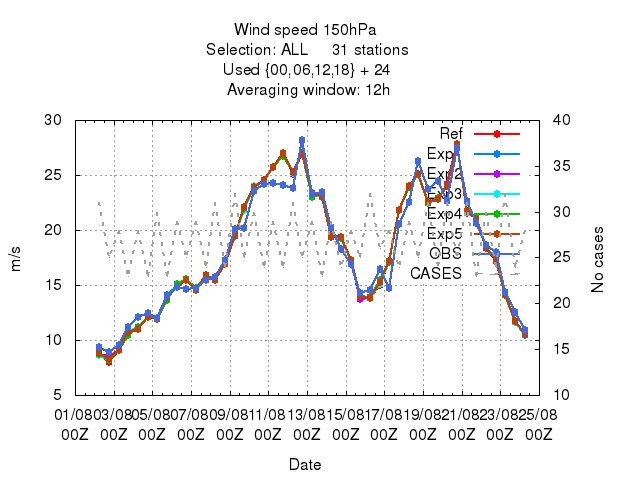 Wind speed 150hPa
Selection: ALL 31 stations
Used {00,06,12,18} + 24
Averaging window: 12h
30 40
35
25
30
20
25
15
20
10
15
5 10
m/s
No cases
Ref
Exp1
Exp2
Exp3
Exp4
Exp5
OBS
CASES
01/08 03/08 05/08 07/08 09/08 11/08 13/08 15/08 17/08 19/08 21/08 23/08 25/08
00Z 00Z 00Z 00Z 00Z 00Z 00Z 00Z 00Z 00Z 00Z 00Z 00Z
Date